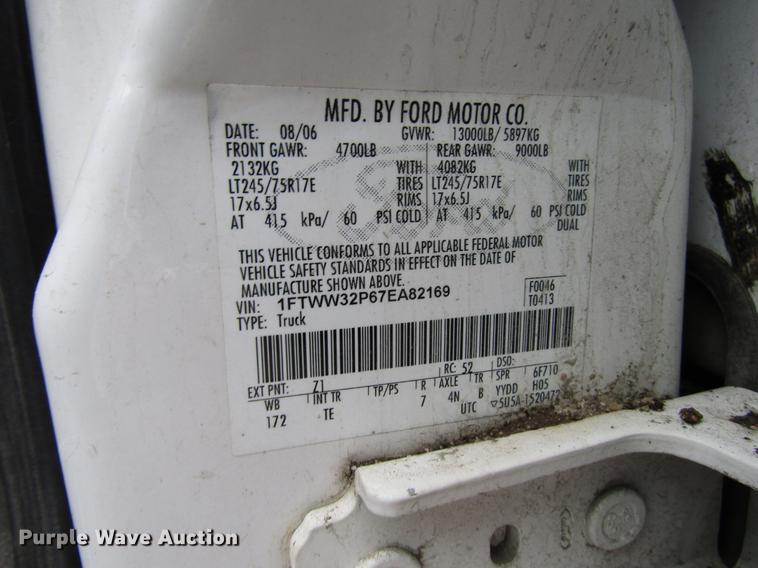 MFD. BY FORD MOTOR CO.
DATE: 08/06 GVWR: 13000LB/ 5897KG
FRONT GAWR: 4700LB REAR GAWR: 9000LB
2132KG WITH 4082KG WITH
LT245/75R17E TIRES LT245/75R17E TIRES
17x6.5J RIMS 17x6.5J RIMS
AT 415 kPa/ 60 PSI COLD AT 415 kPa/ 60 PSI COLD
DUAL
THIS VEHICLE CONFORMS TO ALL APPLICABLE FEDERAL MOTOR
VEHICLE SAFETY STANDARDS IN EFFECT ON THE DATE OF
MANUFACTURE SHOWN ABOVE.
VIN: 1FTWW32P67EA82169 F0046
TYPE: Truck T0413
EXT PNT: Z1 RC: 52 DSO:
WB INT TR TP/PS R AXLE TR SPR 6F710
172 TE 7 4N B YYDD H05
UTC ▽5U5A-1520472
Purple Wave Auction